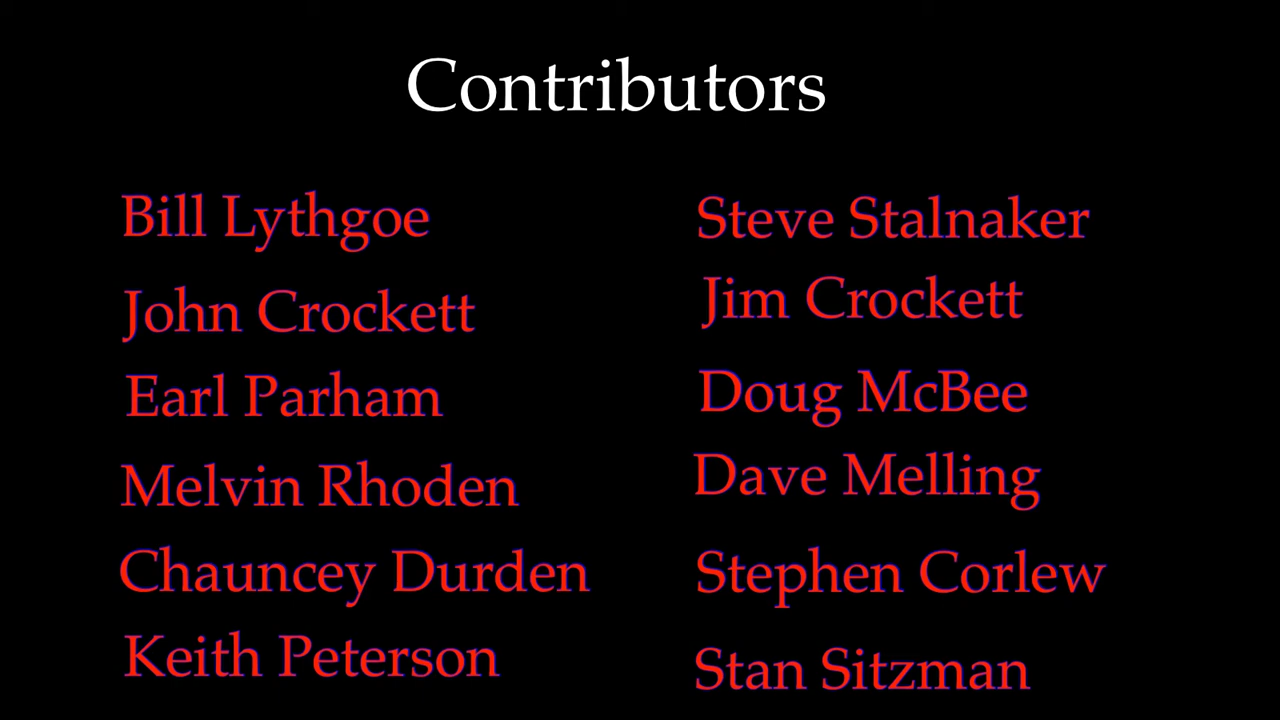 Contributors
Bill Lythgoe
John Crockett
Earl Parham
Melvin Rhoden
Chauncey Durden
Keith Peterson
Steve Stalnaker
Jim Crockett
Doug McBee
Dave Melling
Stephen Corlew
Stan Sitzman